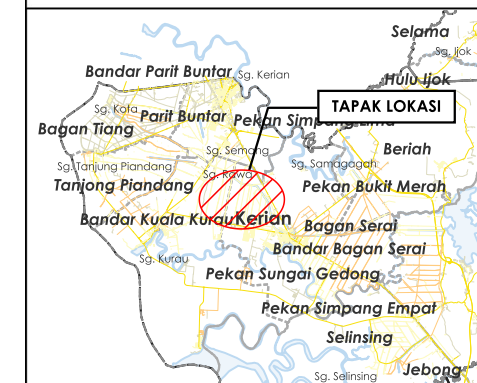 Selama
Sg. Ijok
Bandar Parit Buntar
Sg. Kerian
Hulu Ijok
TAPAK LOKASI
Sg. Kota
Parit Buntar
Pekan Simpang Lima
Bagan Tiang
Sg. Semang
Beriah
Sg. Tanjung Piandang
Sg. Rawa
Sg. Samagagah
Tanjong Piandang
Pekan Bukit Merah
Bandar Kuala Kurau
Kerian
Bagan Serai
Bandar Bagan Serai
Sg. Kurau
Pekan Sungai Gedong
Pekan Simpang Empat
Selinsing
Jebong
Sg. Selinsing